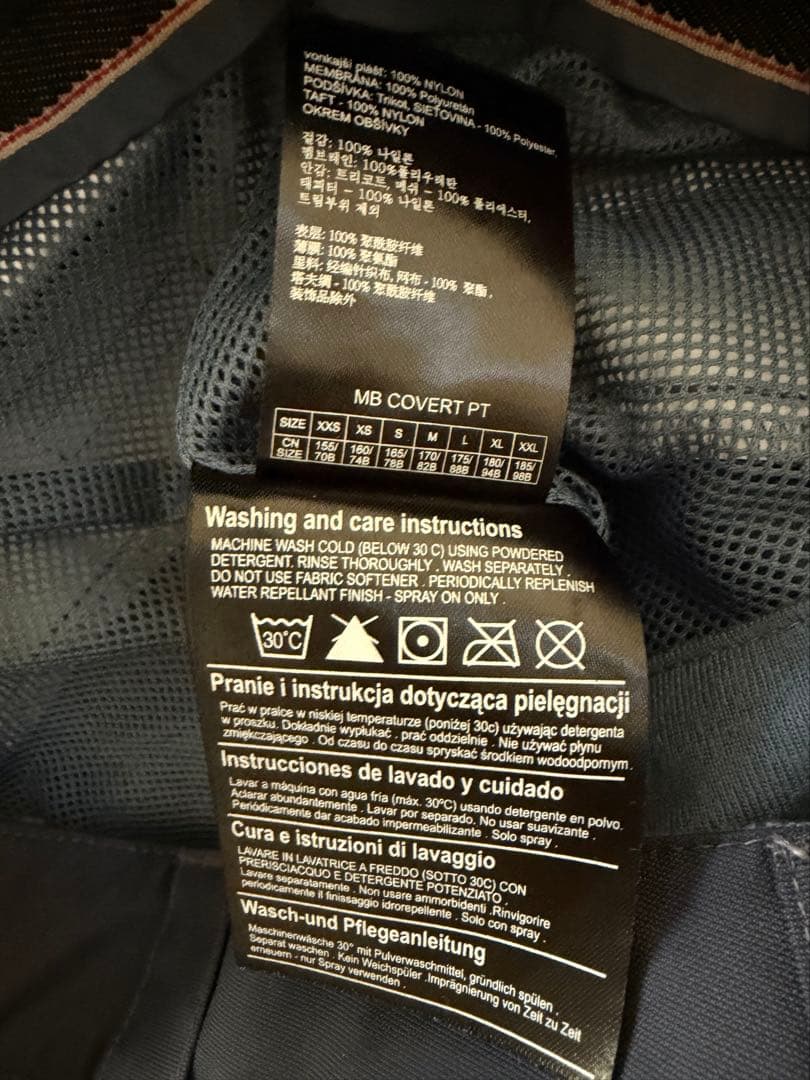 vonkajší plášť: 100% NYLON
MEMBRÁNA: 100% Polyuretán
PODŠÍVKA: Trikot, SIEŤOVINA - 100% Polyester,
TAFT - 100% NYLON
OKREM OBŠÍVKY
겉감: 100% 나일론
멤브레인: 100%폴리우레탄
안감: 트리코트, 메쉬 – 100% 폴리에스터,
태피터 – 100% 나일론
트림부위 제외
表层: 100% 聚酰胺纤维
薄膜: 100% 聚氨酯
里料: 经编针织布, 网布 - 100% 聚酯,
塔夫绸 - 100% 聚酰胺纤维
装饰品除外
MB COVERT PT
SIZE XXS XS S M L XL XXL
CN SIZE 155/70B 160/74B 165/78B 170/82B 175/88B 180/94B 185/98B
Washing and care instructions
MACHINE WASH COLD (BELOW 30 C) USING POWDERED
DETERGENT. RINSE THOROUGHLY . WASH SEPARATELY .
DO NOT USE FABRIC SOFTENER . PERIODICALLY REPLENISH
WATER REPELLANT FINISH - SPRAY ON ONLY .
30°C
Pranie i instrukcja dotycząca pielęgnacji
Prać w pralce w niskiej temperaturze (poniżej 30c) używając detergenta
w proszku. Dokładnie wypłukać . prać oddzielnie . Nie używać płynu
zmiękczającego . Od czasu do czasu spryskać środkiem wodoodpornym.
Instrucciones de lavado y cuidado
Lavar a máquina con agua fría (máx. 30°C) usando detergente en polvo.
Aclarar abundantemente . Lavar por separado. No usar suavizante .
Periódicamente dar acabado impermeabilizante . Solo spray .
Cura e istruzioni di lavaggio
LAVARE IN LAVATRICE A FREDDO (SOTTO 30C) CON
PRERISCIACQUO E DETERGENTE POTENZIATO .
Lavare separatamente . Non usare ammorbidenti .Rinvigorire
periodicamente il finissaggio idrorepellente . Solo con spray .
Wasch-und Pflegeanleitung
Maschinenwäsche 30° mit Pulverwaschmittel, gründlich spülen .
Separat waschen . Kein Weichspüler .Imprägnierung von Zeit zu Zeit
erneuern - nur Spray verwenden .